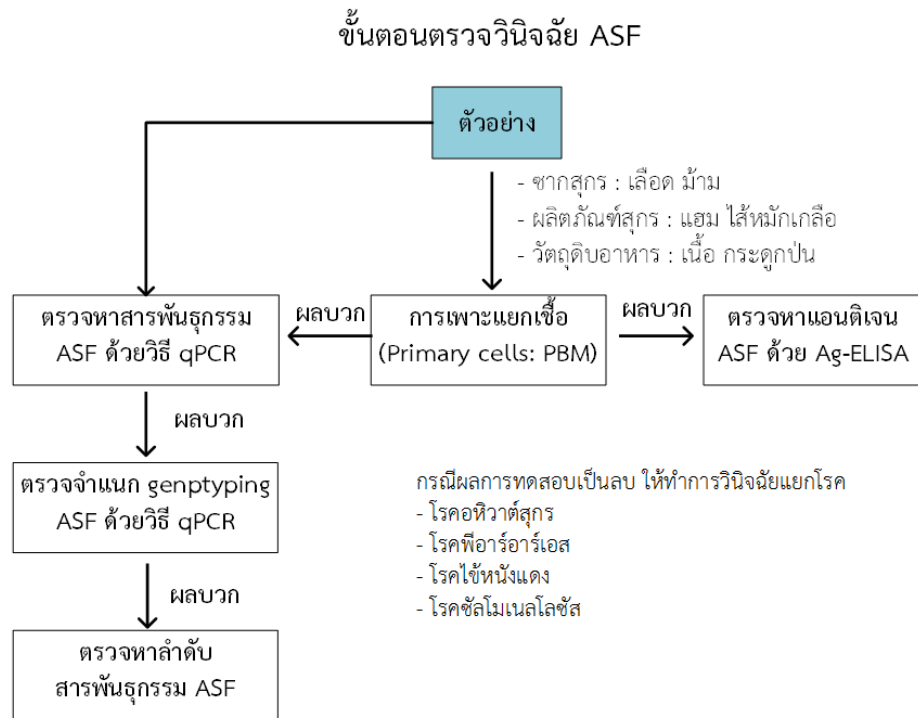 ขั้นตอนตรวจวินิจฉัย ASF
ตัวอย่าง
- ซากสุกร : เลือด ม้าม
- ผลิตภัณฑ์สุกร : แฮม ไส้หมักเกลือ
- วัตถุดิบอาหาร : เนื้อ กระดูกป่น
ตรวจหาสารพันธุกรรม
ASF ด้วยวิธี qPCR
ผลบวก
การเพาะแยกเชื้อ
(Primary cells: PBM)
ผลบวก
ตรวจหาแอนติเจน
ASF ด้วย Ag-ELISA
ผลบวก
ตรวจจำแนก genptyping
ASF ด้วยวิธี qPCR
กรณีผลการทดสอบเป็นลบ ให้ทำการวินิจฉัยแยกโรค
- โรคอหิวาต์สุกร
- โรคพีอาร์อาร์เอส
- โรคไข้หนังแดง
- โรคซัลโมเนลโลซัส
ผลบวก
ตรวจหาลำดับ
สารพันธุกรรม ASF